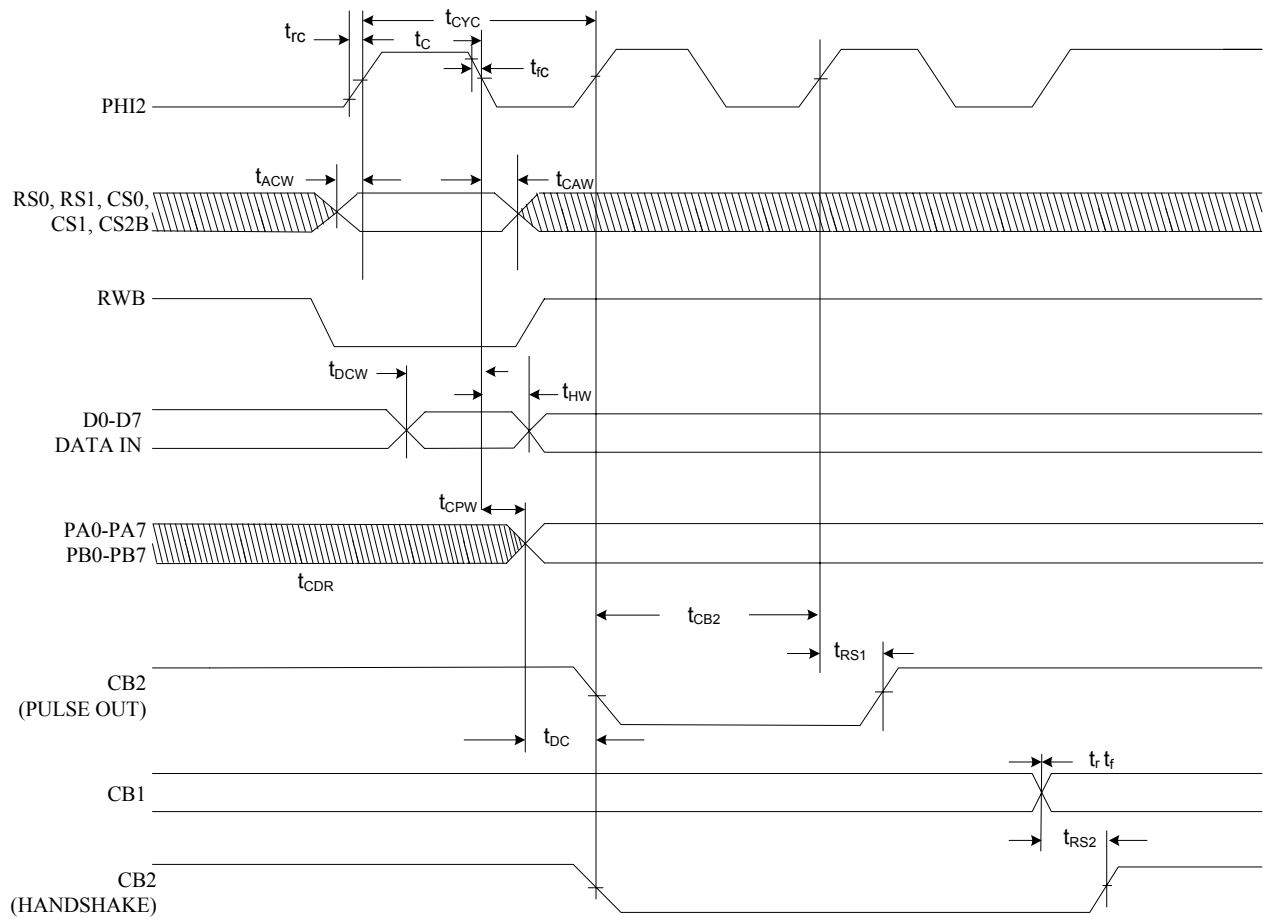 tCYC
trc
tC
tfC
PHI2
tACW
tCAW
RS0, RS1, CS0,
CS1, CS2B
RWB
tDCW
tHW
D0-D7
DATA IN
tCPW
PA0-PA7
PB0-PB7
tCDR
tCB2
tRS1
CB2
(PULSE OUT)
tDC
tr tf
CB1
tRS2
CB2
(HANDSHAKE)